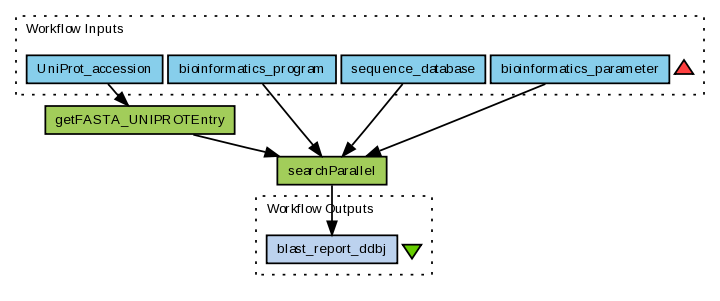 Workflow Inputs
UniProt_accession
bioinformatics_program
sequence_database
bioinformatics_parameter
getFASTA_UNIPROTEntry
searchParallel
Workflow Outputs
blast_report_ddbj